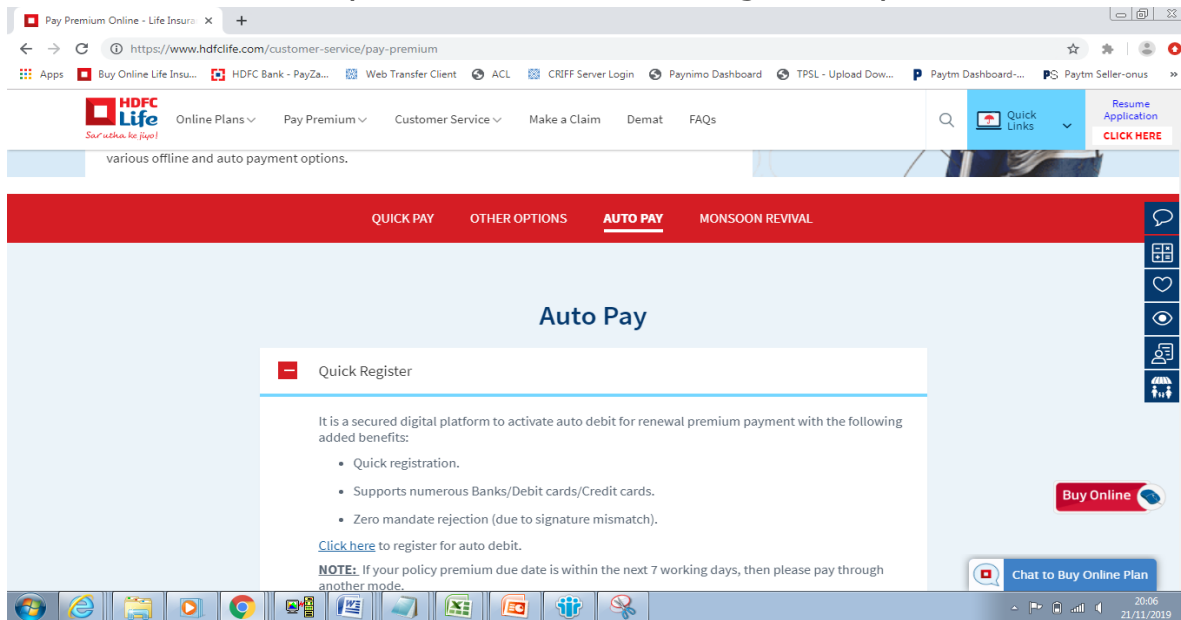 Pay Premium Online - Life Insura
https://www.hdfclife.com/customer-service/pay-premium
Apps Buy Online Life Insu... HDFC Bank - PayZa... Web Transfer Client ACL CRIFF Server Login Paynimo Dashboard TPSL - Upload Dow... Paytm Dashboard-... Paytm Seller-onus »
HDFC
Life
Sar utha ke jiyo!
Online Plans Pay Premium Customer Service Make a Claim Demat FAQs
Quick
Links
Resume
Application
CLICK HERE
various offline and auto payment options.
QUICK PAY OTHER OPTIONS AUTO PAY MONSOON REVIVAL
Auto Pay
Quick Register
It is a secured digital platform to activate auto debit for renewal premium payment with the following
added benefits:
• Quick registration.
• Supports numerous Banks/Debit cards/Credit cards.
• Zero mandate rejection (due to signature mismatch).
Click here to register for auto debit.
NOTE: If your policy premium due date is within the next 7 working days, then please pay through
another mode.
Buy Online
Chat to Buy Online Plan
20:06
21/11/2019